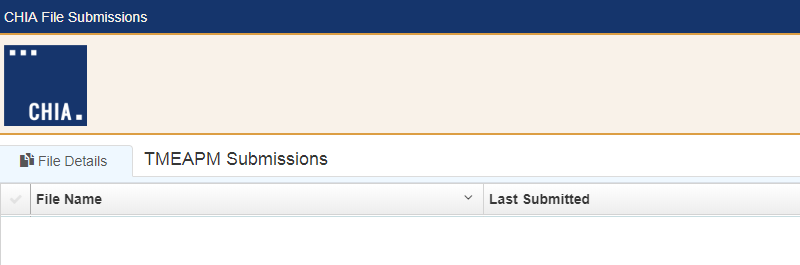 CHIA File Submissions
CHIA.
File Details
TMEAPM Submissions
File Name
Last Submitted